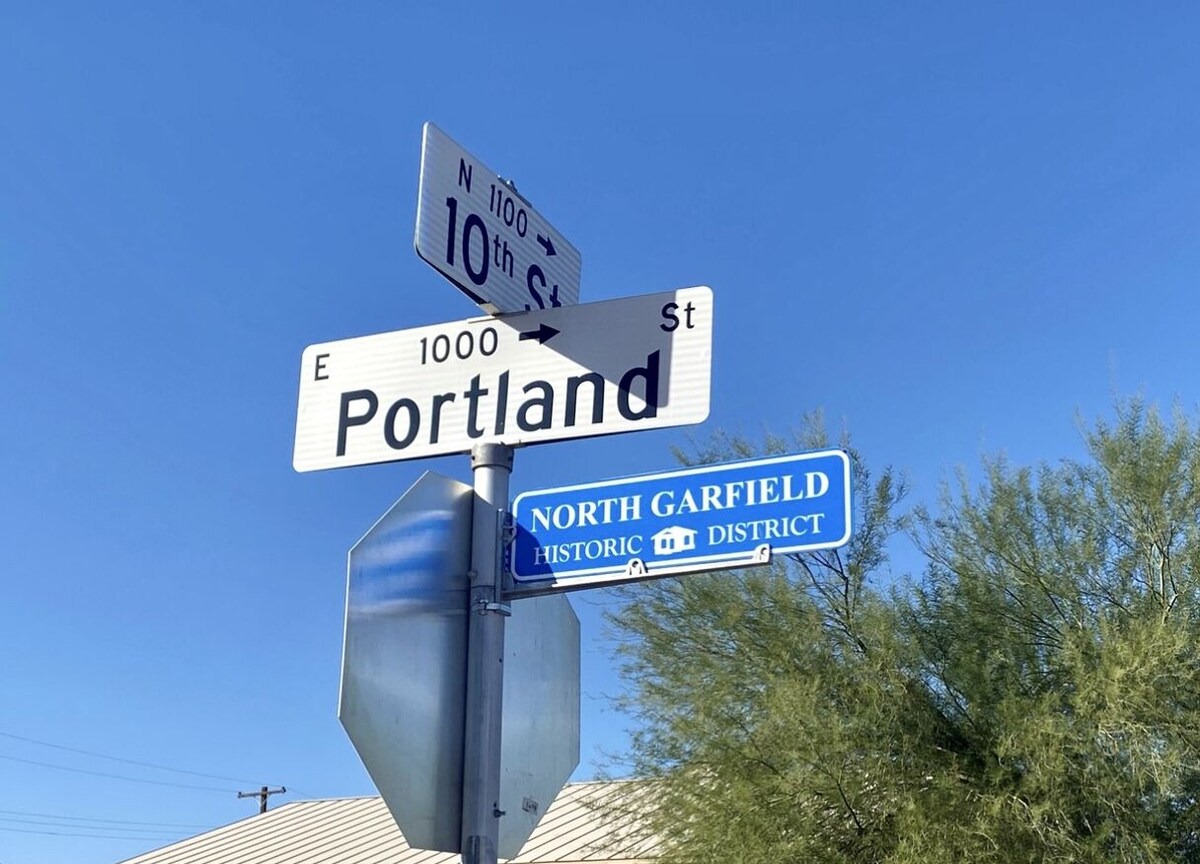 N 1100 →
10th St
E 1000 → St
Portland
NORTH GARFIELD
HISTORIC DISTRICT